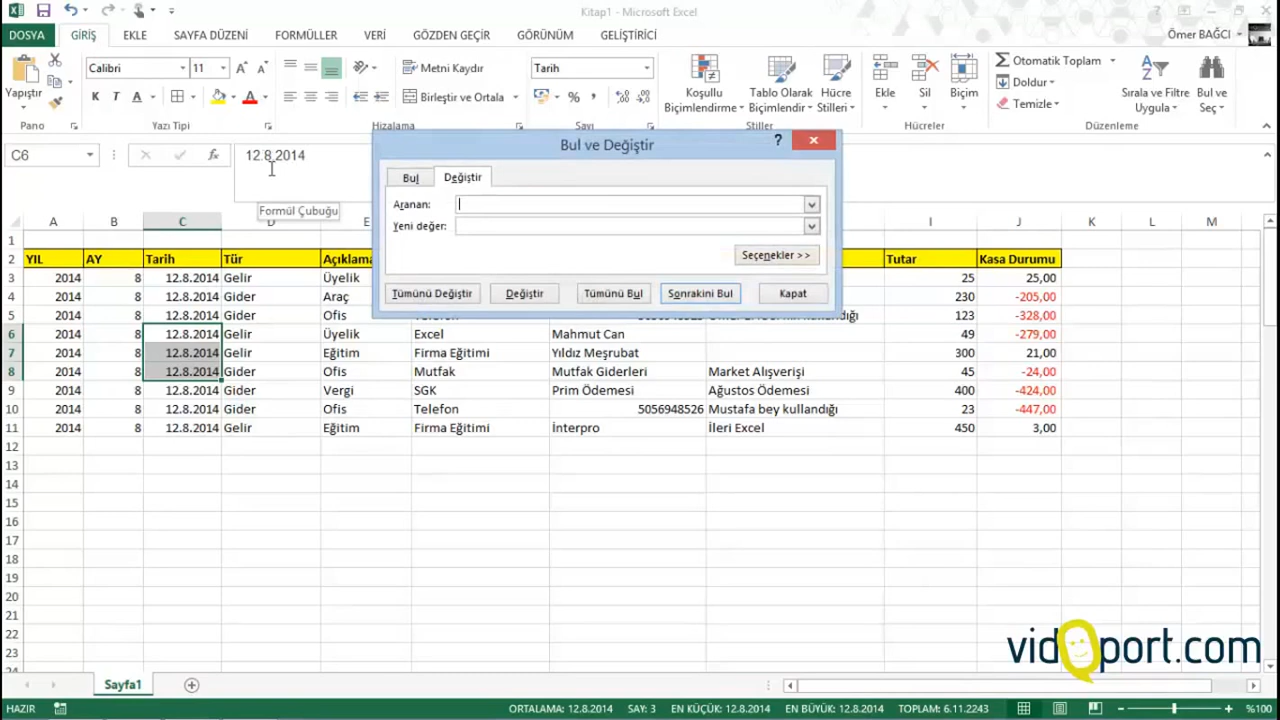 Kitap1 - Microsoft Excel
DOSYA GİRİŞ EKLE SAYFA DÜZENİ FORMÜLLER VERİ GÖZDEN GEÇİR GÖRÜNÜM GELİŞTİRİCİ Ömer BAĞCI
Yapıştır Calibri 11 Metni Kaydır Tarih Koşullu Biçimlendirme Tablo Olarak Biçimlendir Hücre Stilleri Ekle Sil Biçim Otomatik Toplam Sırala ve Filtre Uygula Bul ve Seç
K T A Birleştir ve Ortala % Doldur
Temizle
Pano Yazı Tipi Hizalama Sayı Stiller Hücreler Düzenleme
C6 fx 12.8.2014
Formül Çubuğu
Bul ve Değiştir ?
Bul Değiştir
Aranan:
Yeni değer:
Seçenekler >>
Tümünü Değiştir Değiştir Tümünü Bul Sonrakini Bul Kapat
A B C D E I J K L M
1
2 YIL AY Tarih Tür Açıklama Tutar Kasa Durumu
3 2014 8 12.8.2014 Gelir Üyelik 25 25,00
4 2014 8 12.8.2014 Gider Araç 230 -205,00
5 2014 8 12.8.2014 Gider Ofis 123 -328,00
6 2014 8 12.8.2014 Gelir Üyelik Excel Mahmut Can 49 -279,00
7 2014 8 12.8.2014 Gelir Eğitim Firma Eğitimi Yıldız Meşrubat 300 21,00
8 2014 8 12.8.2014 Gider Ofis Mutfak Mutfak Giderleri Market Alışverişi 45 -24,00
9 2014 8 12.8.2014 Gider Vergi SGK Prim Ödemesi Ağustos Ödemesi 400 -424,00
10 2014 8 12.8.2014 Gider Ofis Telefon 5056948526 Mustafa bey kullandığı 23 -447,00
11 2014 8 12.8.2014 Gelir Eğitim Firma Eğitimi İnterpro İleri Excel 450 3,00
12
13
14
15
16
17
18
19
20
21
22
23
24
vidoport.com
Sayfa1
HAZIR ORTALAMA: 12.8.2014 SAY: 3 EN KÜÇÜK: 12.8.2014 EN BÜYÜK: 12.8.2014 TOPLAM: 6.11.2243 %100